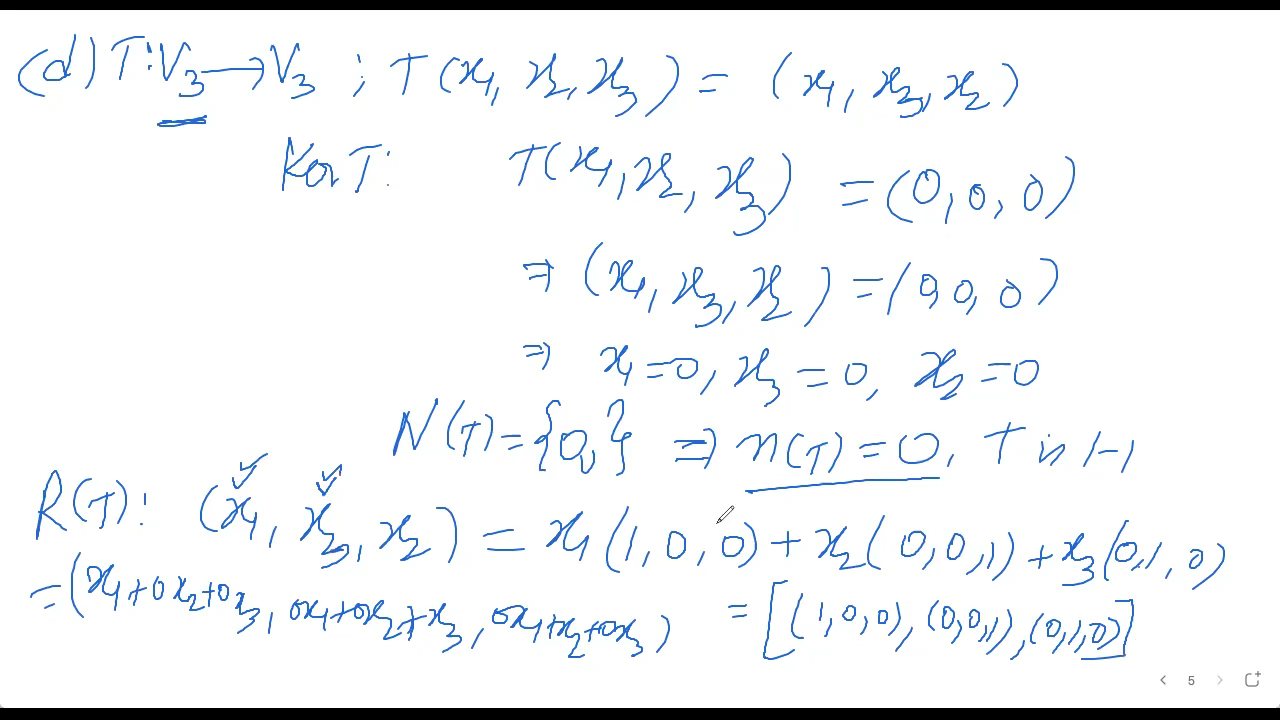 (d) T: V₃ → V₃ ; T(x₁, x₂, x₃) = (x₁, x₃, x₂)
Ker T: T(x₁, x₂, x₃) = (0, 0, 0)
⇒ (x₁, x₃, x₂) = (0, 0, 0)
⇒ x₁ = 0, x₃ = 0, x₂ = 0
N(T) = {0ᵥ} ⇒ n(T) = 0, T is 1-1
R(T): (x₁, x₃, x₂) = x₁(1, 0, 0) + x₂(0, 0, 1) + x₃(0, 1, 0)
= (x₁ + 0x₂ + 0x₃, 0x₁ + 0x₂ + x₃, 0x₁ + x₂ + 0x₃) = [(1, 0, 0), (0, 0, 1), (0, 1, 0)]
< 5 >